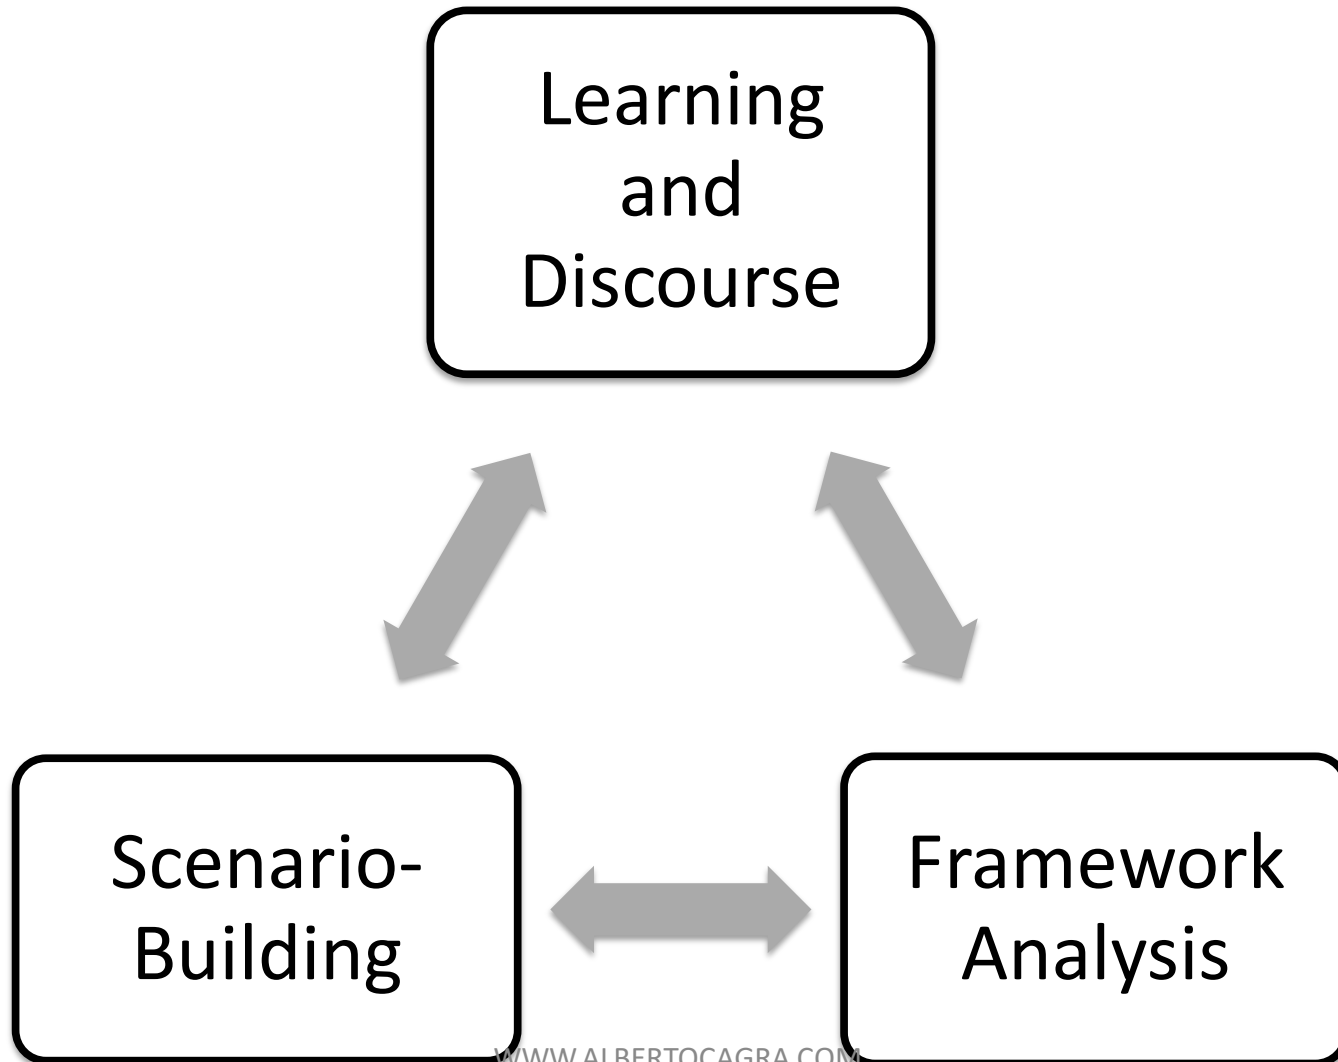 Learning
and
Discourse
Scenario-
Building
Framework
Analysis
WWW.ALBERTOCAGRA.COM